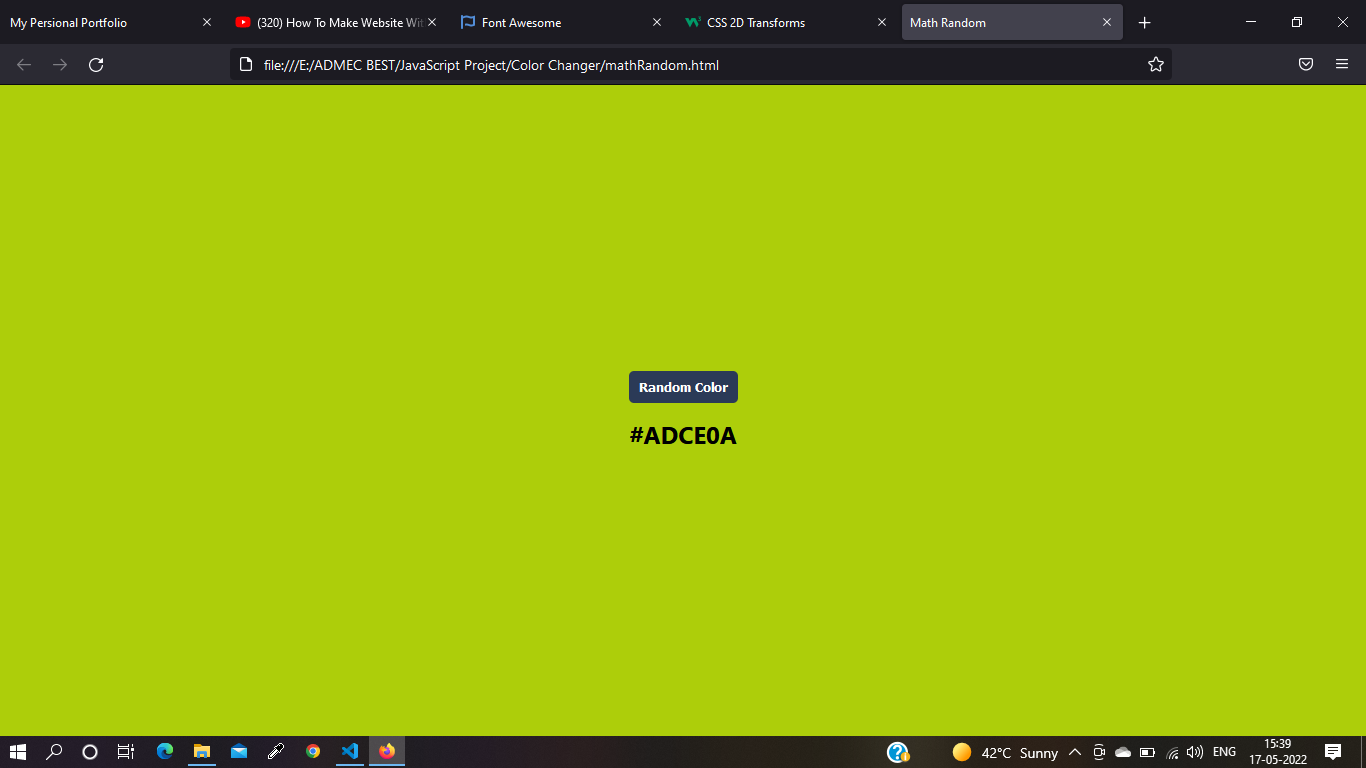 My Persional Portfolio
(320) How To Make Website Wit
Font Awesome
CSS 2D Transforms
Math Random
file:///E:/ADMEC BEST/JavaScript Project/Color Changer/mathRandom.html
Random Color
#ADCE0A
42°C Sunny
ENG
15:39
17-05-2022